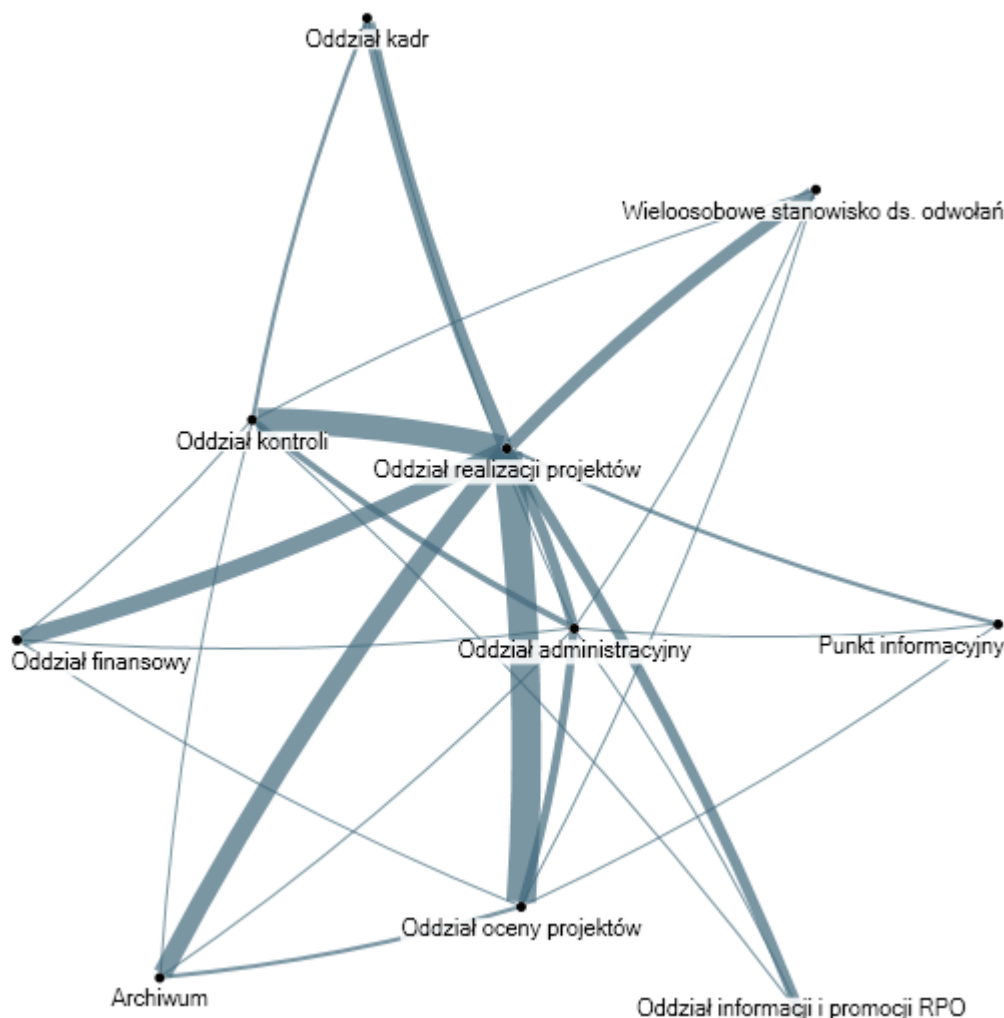 Oddział kadr
Wieloosobowe stanowisko ds. odwołań
Oddział kontroli
Oddział realizacji projektów
Oddział finansowy
Oddział administracyjny
Punkt informacyjny
Oddział oceny projektów
Archiwum
Oddział informacji i promocji RPO